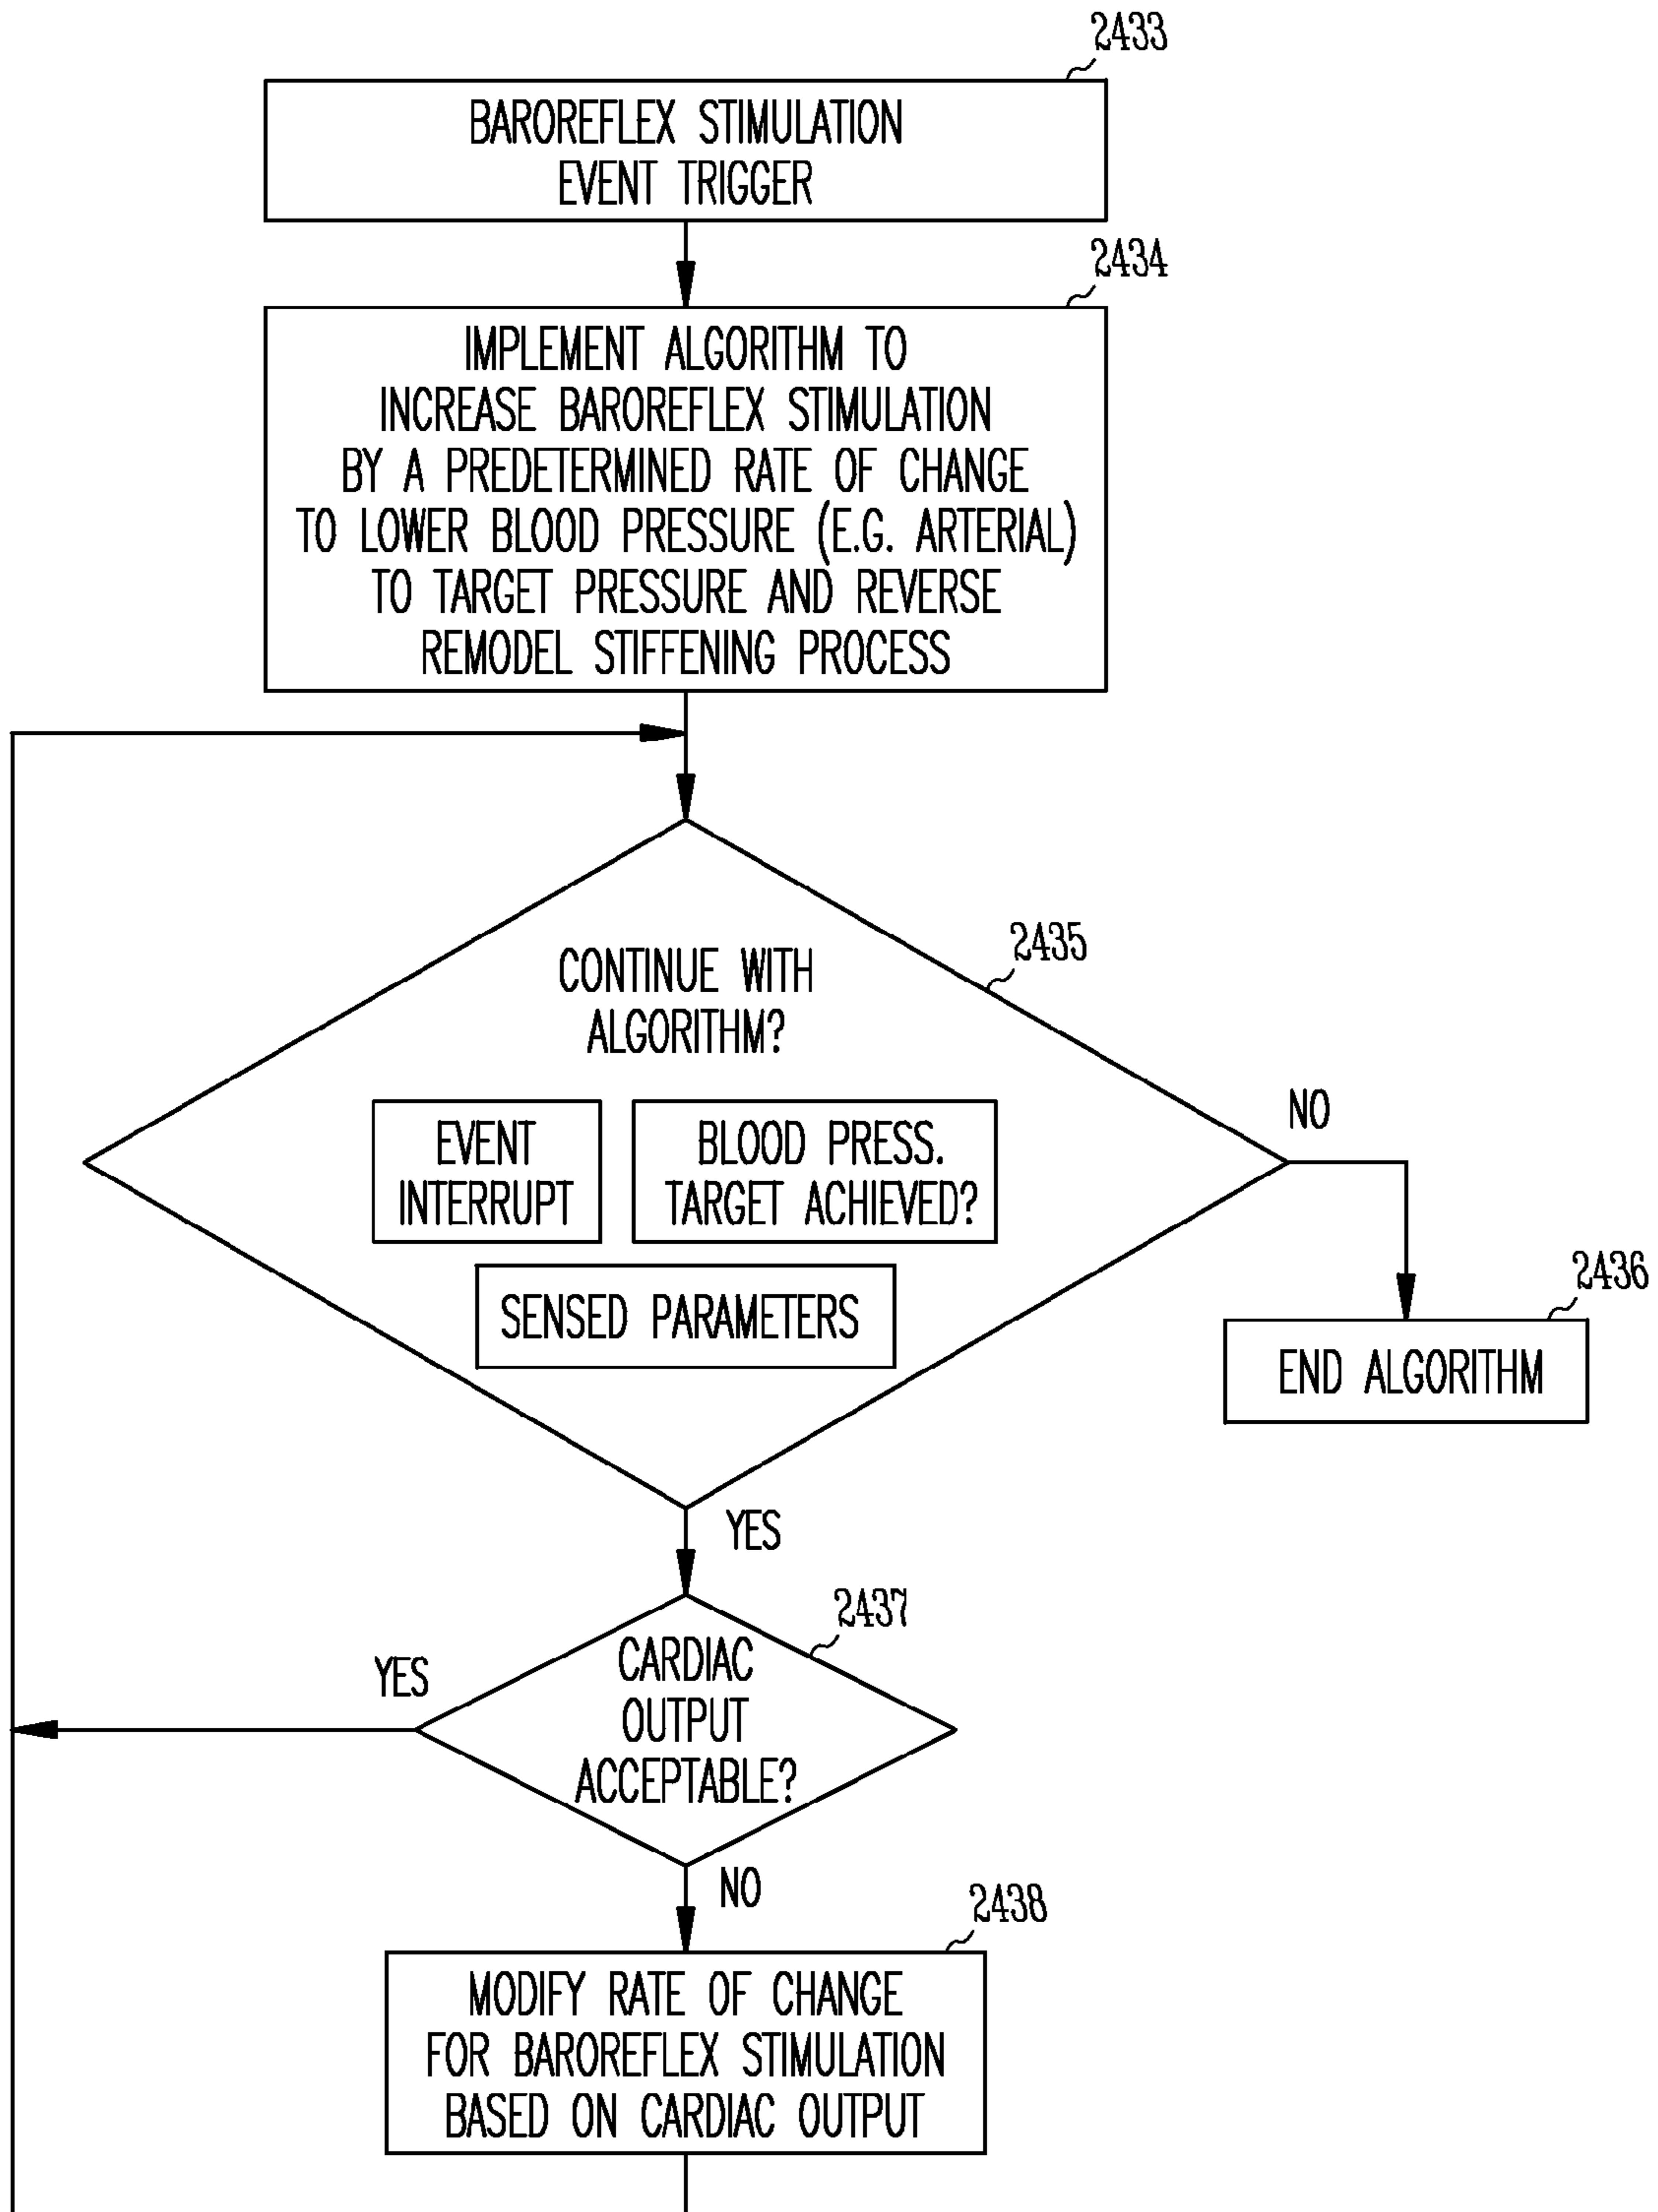 2433
BAROREFLEX STIMULATION
EVENT TRIGGER
2434
IMPLEMENT ALGORITHM TO
INCREASE BAROREFLEX STIMULATION
BY A PREDETERMINED RATE OF CHANGE
TO LOWER BLOOD PRESSURE (E.G. ARTERIAL)
TO TARGET PRESSURE AND REVERSE
REMODEL STIFFENING PROCESS
2435
CONTINUE WITH
ALGORITHM?
EVENT
INTERRUPT
BLOOD PRESS.
TARGET ACHIEVED?
SENSED PARAMETERS
NO
2436
END ALGORITHM
YES
2437
CARDIAC
OUTPUT
ACCEPTABLE?
YES
NO
2438
MODIFY RATE OF CHANGE
FOR BAROREFLEX STIMULATION
BASED ON CARDIAC OUTPUT